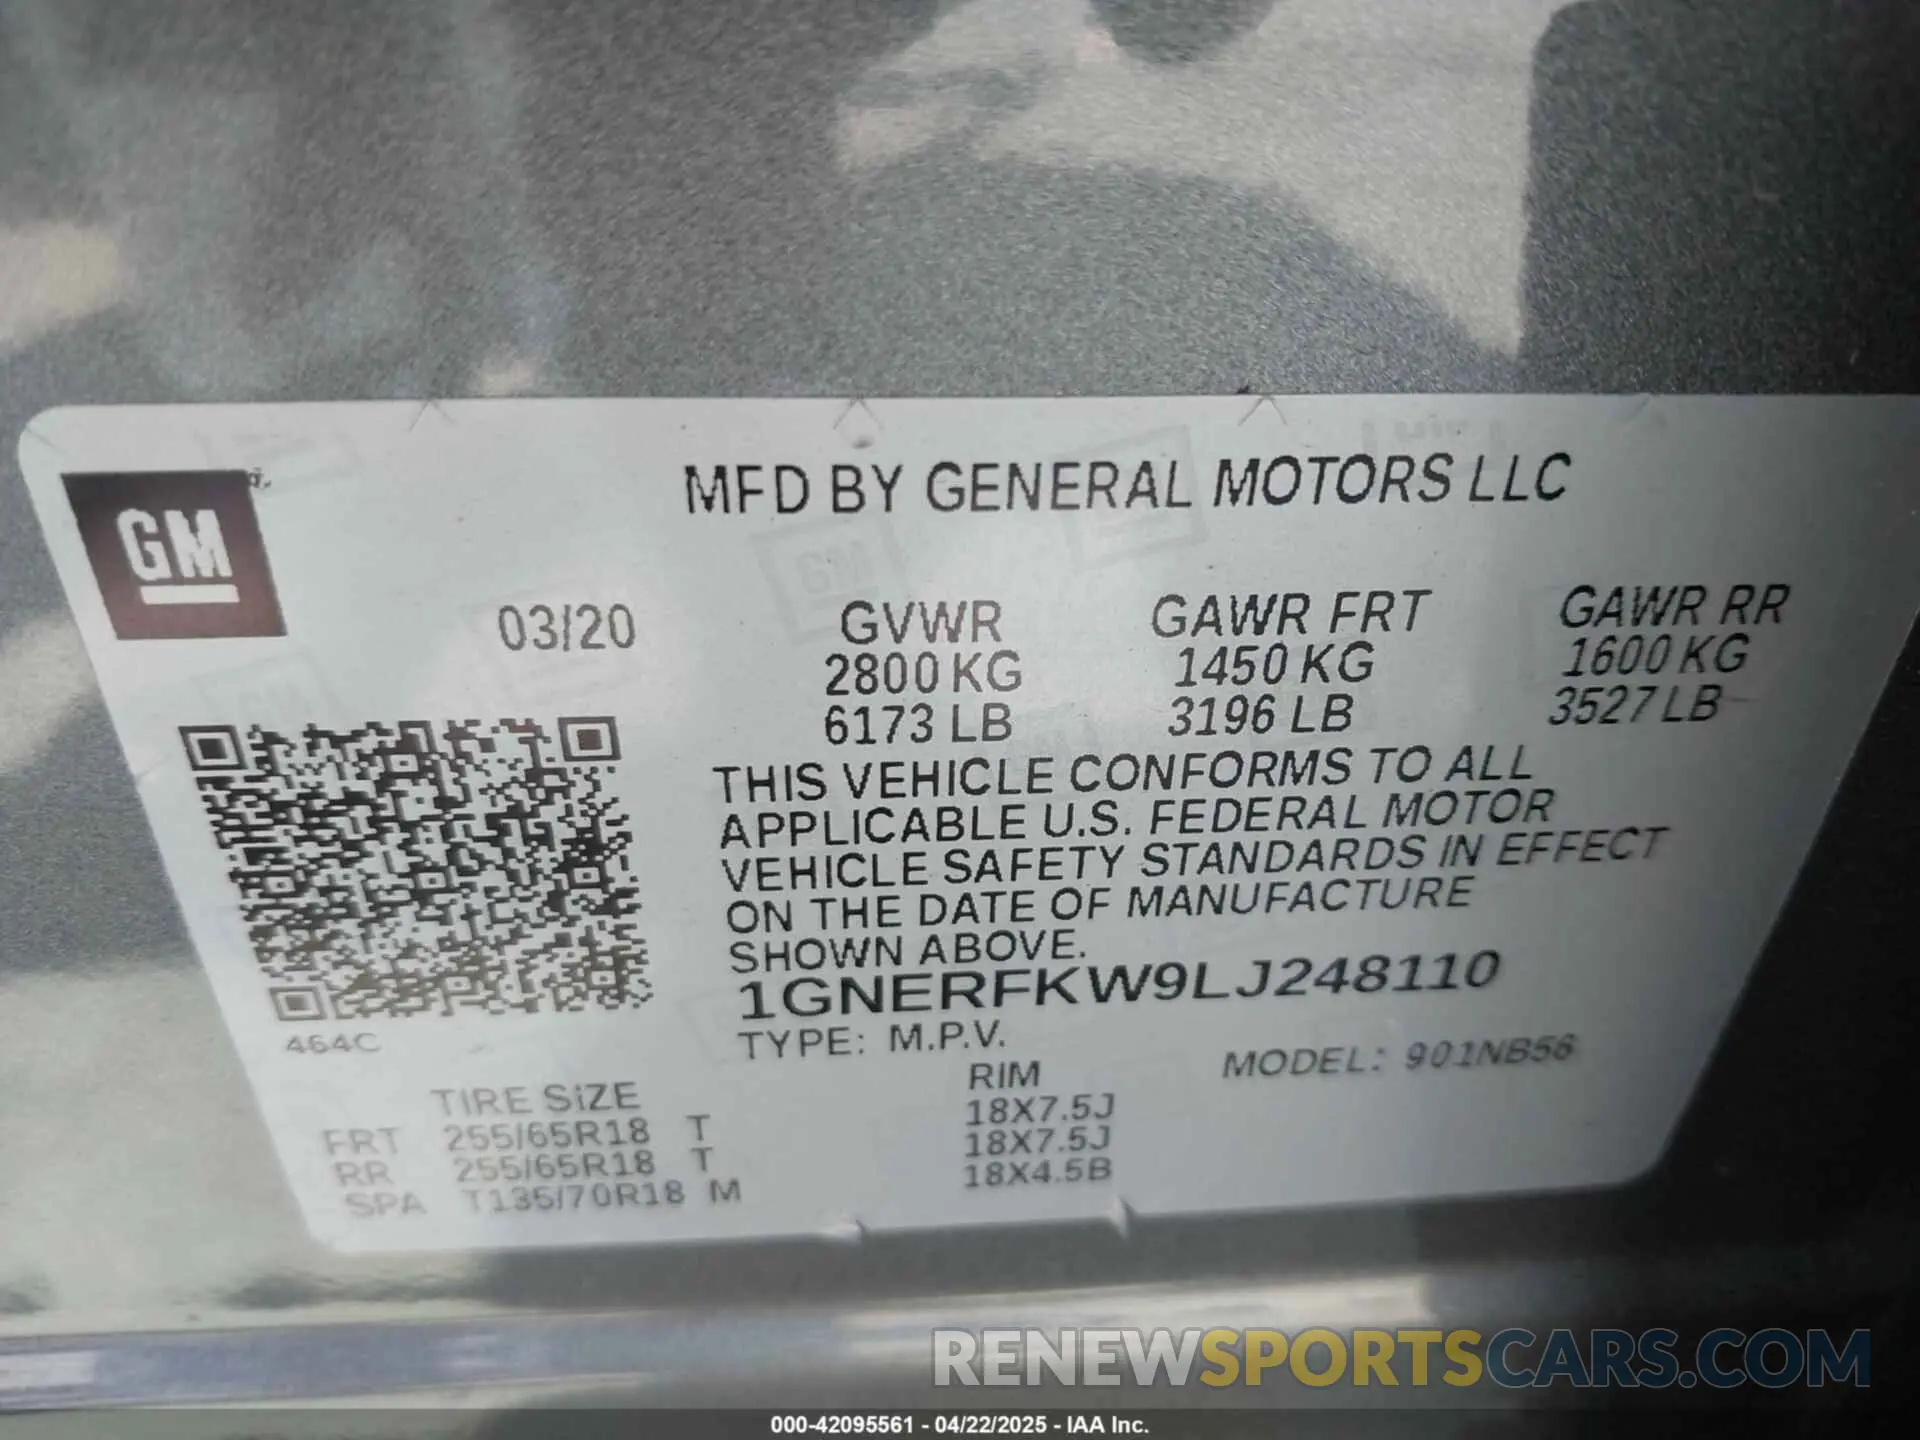 GM
MFD BY GENERAL MOTORS LLC
03/20 GVWR GAWR FRT GAWR RR
2800 KG 1450 KG 1600 KG
6173 LB 3196 LB 3527 LB
THIS VEHICLE CONFORMS TO ALL
APPLICABLE U.S. FEDERAL MOTOR
VEHICLE SAFETY STANDARDS IN EFFECT
ON THE DATE OF MANUFACTURE
SHOWN ABOVE.
1GNERFKW9LJ248110
464C
TYPE: M.P.V. MODEL: 901NB56
TIRE SIZE RIM
FRT 255/65R18 T 18X7.5J
RR 255/65R18 T 18X7.5J
SPA T135/70R18 M 18X4.5B
RENEWSPORTSCARS.COM
000-42095561 - 04/22/2025 - IAA Inc.